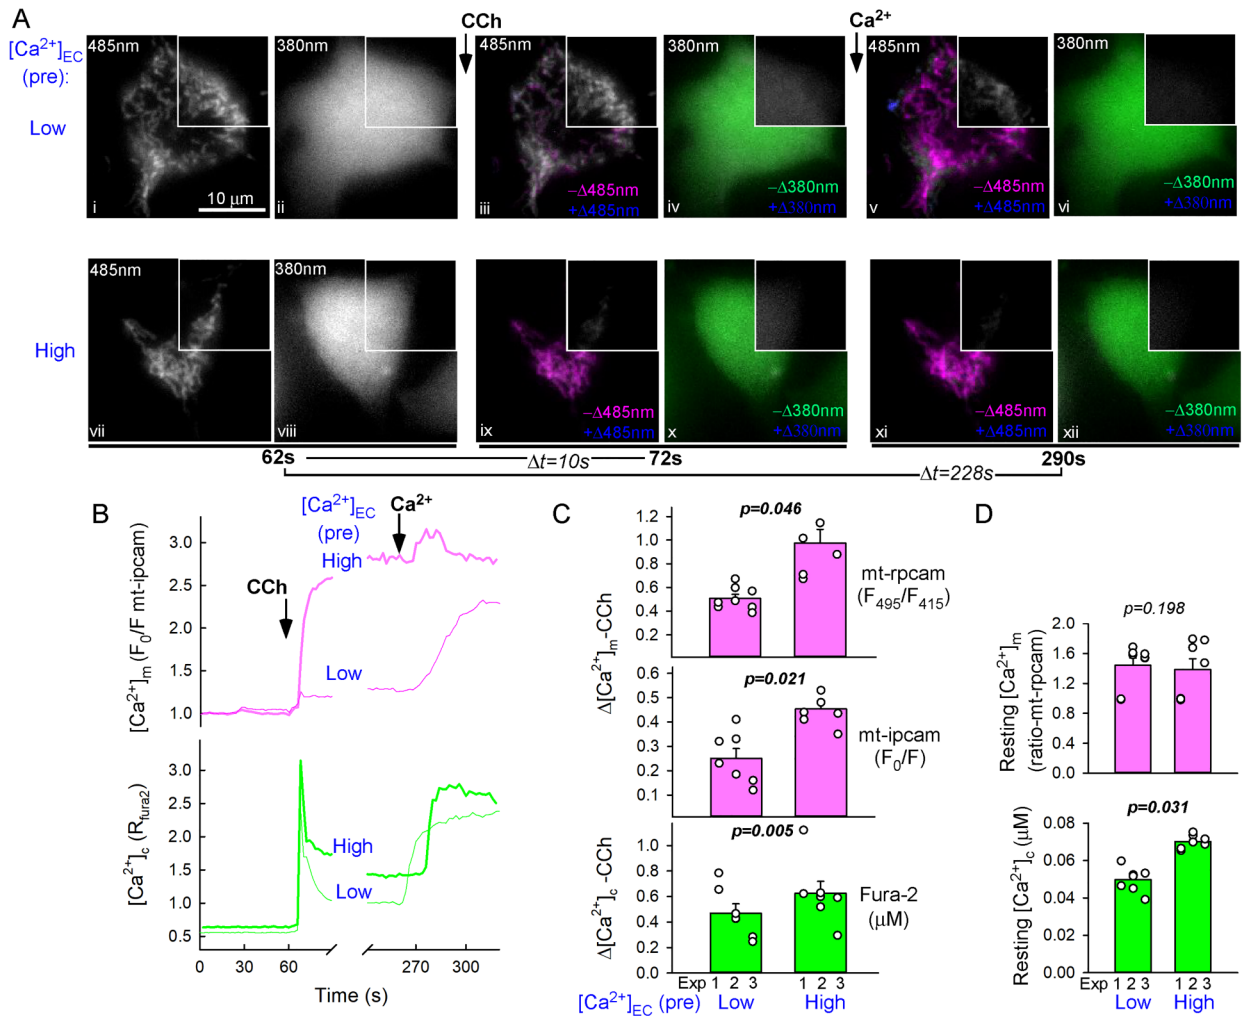 A
CCh
Ca2+
[Ca2+]EC
(pre):
Low
485nm
i
10 µm
380nm
ii
485nm
−Δ485nm
+Δ485nm
iii
380nm
−Δ380nm
+Δ380nm
iv
485nm
−Δ485nm
+Δ485nm
v
380nm
−Δ380nm
+Δ380nm
vi
High
485nm
vii
380nm
viii
−Δ485nm
+Δ485nm
ix
−Δ380nm
+Δ380nm
x
−Δ485nm
+Δ485nm
xi
−Δ380nm
+Δ380nm
xii
62s
Δt=10s
72s
290s
Δt=228s
B
[Ca2+]EC
(pre)
Ca2+
High
CCh
Low
[Ca2+]m (F0/F mt-ipcam)
3.0
2.5
2.0
1.5
1.0
High
Low
[Ca2+]c (Rfura2)
3.0
2.5
2.0
1.5
1.0
0.5
0 30 60 270 300
Time (s)
C
p=0.046
1.2
1.0
0.8
0.6
0.4
0.2
mt-rpcam
(F495/F415)
Δ[Ca2+]m-CCh
p=0.021
0.6
0.5
0.4
0.3
0.2
0.1
mt-ipcam
(F0/F)
p=0.005
1.0
0.8
0.6
0.4
0.2
0.0
Fura-2
(µM)
Δ[Ca2+]c -CCh
Exp 1 2 3 1 2 3
[Ca2+]EC (pre) Low High
D
p=0.198
2.0
1.6
1.2
0.8
0.4
0.0
Resting [Ca2+]m
(ratio-mt-rpcam)
p=0.031
0.08
0.06
0.04
0.02
0.00
Resting [Ca2+]c (µM)
Exp 1 2 3 1 2 3
Low High